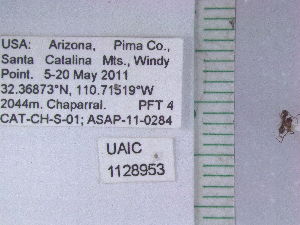 USA: Arizona, Pima Co.,
Santa Catalina Mts., Windy
Point. 5-20 May 2011
32.36873°N, 110.71519°W
2044m. Chaparral. PFT 4
CAT-CH-S-01; ASAP-11-0284
UAIC
1128953